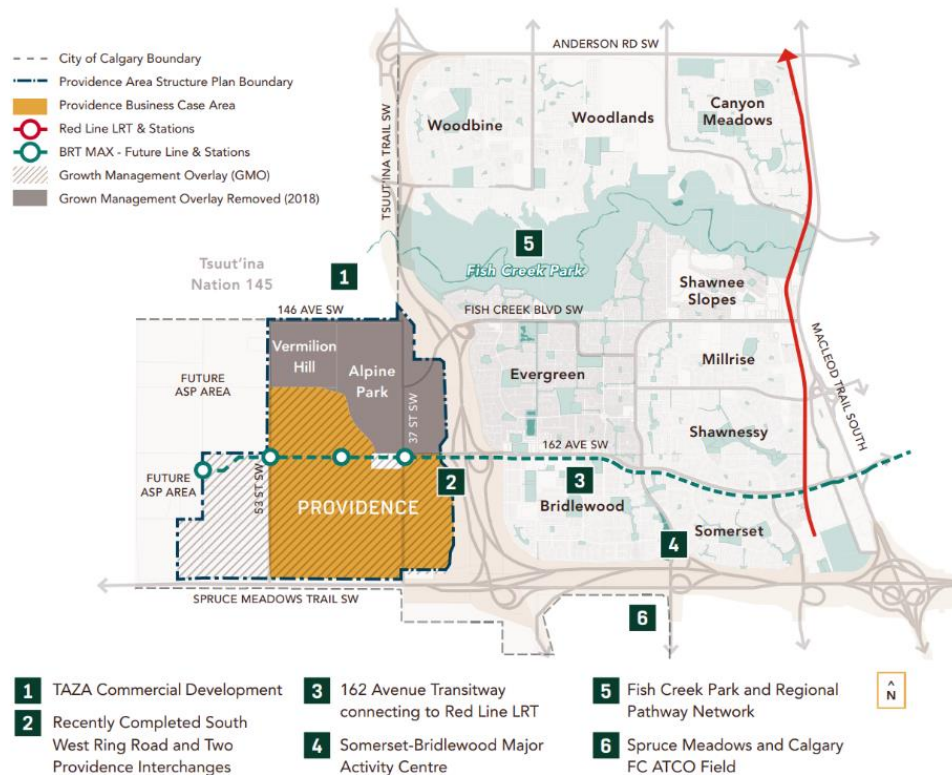 City of Calgary Boundary
Providence Area Structure Plan Boundary
Providence Business Case Area
Red Line LRT & Stations
BRT MAX - Future Line & Stations
Growth Management Overlay (GMO)
Grown Management Overlay Removed (2018)
ANDERSON RD SW
TSUUT'INA TRAIL SW
Woodbine
Woodlands
Canyon
Meadows
5
Fish Creek Park
Tsuut'ina
Nation 145
1
146 AVE SW
FISH CREEK BLVD SW
Shawnee
Slopes
MACLEOD TRAIL SOUTH
Vermilion
Hill
Alpine
Park
37 ST SW
FUTURE
ASP AREA
Evergreen
Millrise
Shawnessy
162 AVE SW
FUTURE
ASP AREA
53 ST SW
PROVIDENCE
2
3
Bridlewood
4
Somerset
SPRUCE MEADOWS TRAIL SW
6
1 TAZA Commercial Development
2 Recently Completed South
West Ring Road and Two
Providence Interchanges
3 162 Avenue Transitway
connecting to Red Line LRT
4 Somerset-Bridlewood Major
Activity Centre
5 Fish Creek Park and Regional
Pathway Network
6 Spruce Meadows and Calgary
FC ATCO Field
^
N